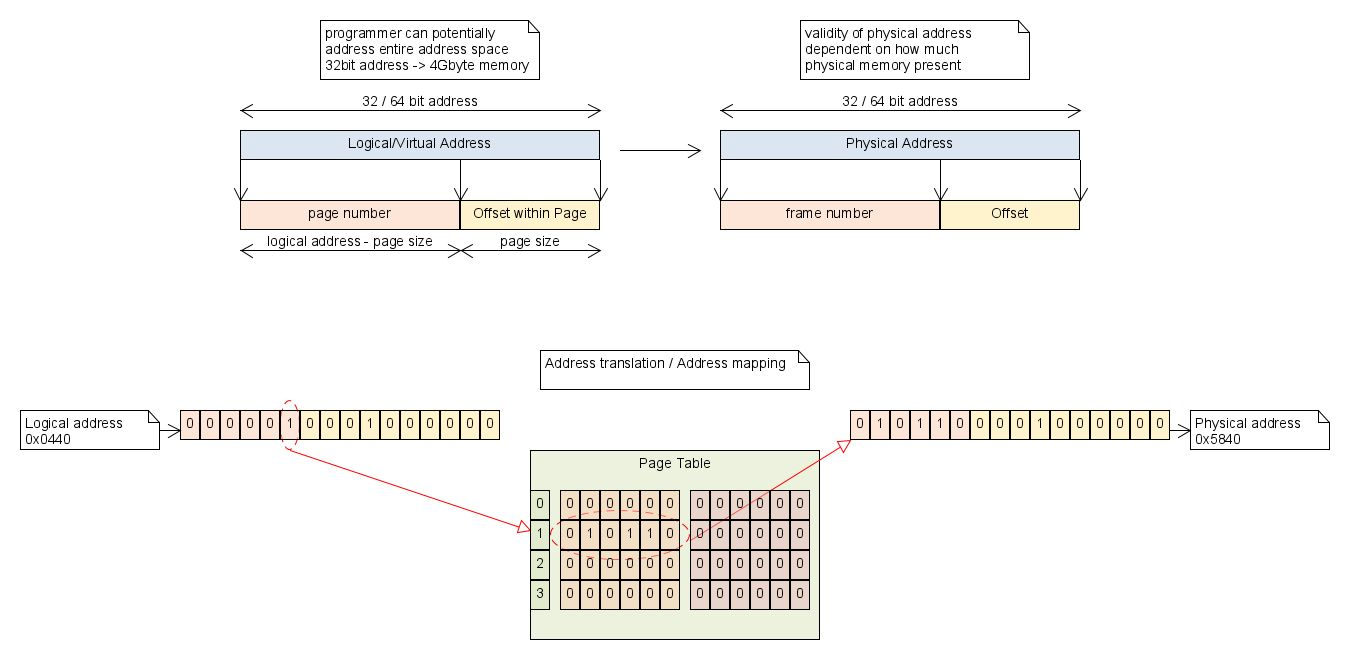 programmer can potentially
address entire address space
32bit address -> 4Gbyte memory
validity of physical address
dependent on how much
physical memory present
32 / 64 bit address
32 / 64 bit address
Logical/Virtual Address
Physical Address
page number
Offset within Page
frame number
Offset
logical address - page size
page size
Address translation / Address mapping
Logical address
0x0440
0 0 0 0 0 1 0 0 0 1 0 0 0 0 0 0
0 1 0 1 1 0 0 0 0 1 0 0 0 0 0 0
Physical address
0x5840
Page Table
0 0 0 0 0 0 0 0 0 0 0 0 0
1 0 1 0 1 1 0 0 0 0 0 0 0
2 0 0 0 0 0 0 0 0 0 0 0 0
3 0 0 0 0 0 0 0 0 0 0 0 0